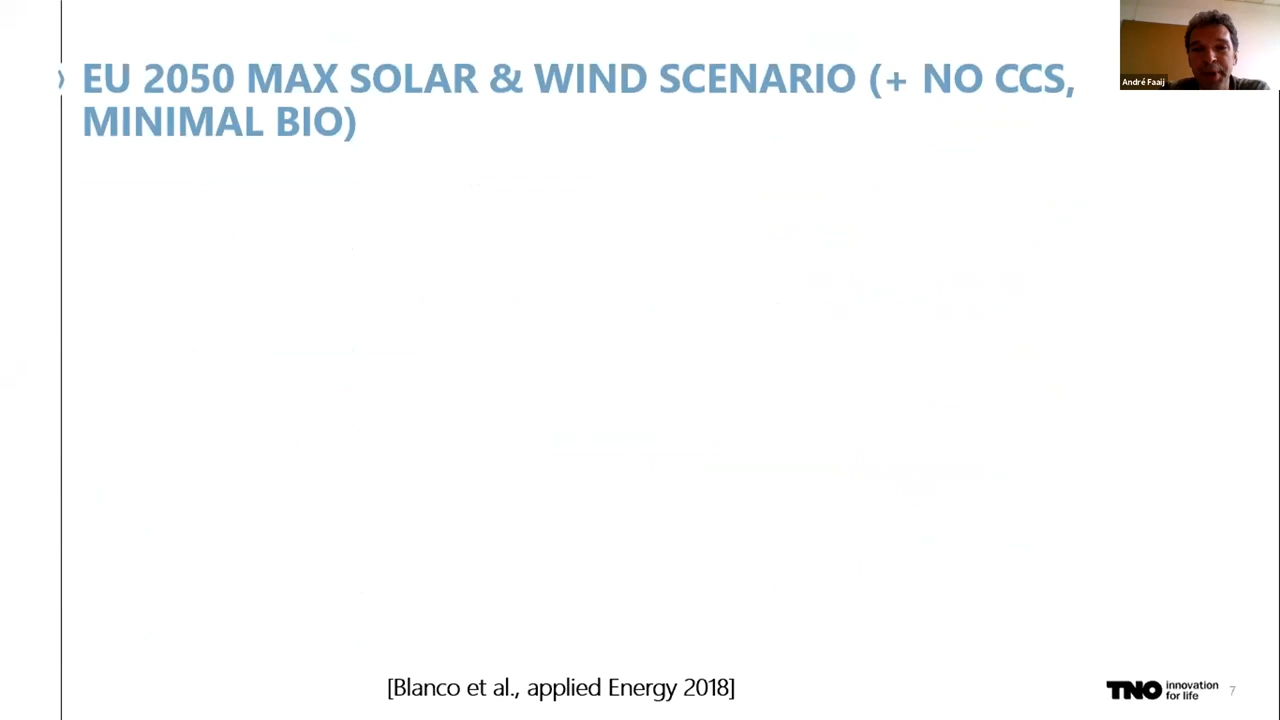 EU 2050 MAX SOLAR & WIND SCENARIO (+ NO CCS,
MINIMAL BIO)
André Faaij
[Blanco et al., applied Energy 2018]
TNO innovation
for life
7